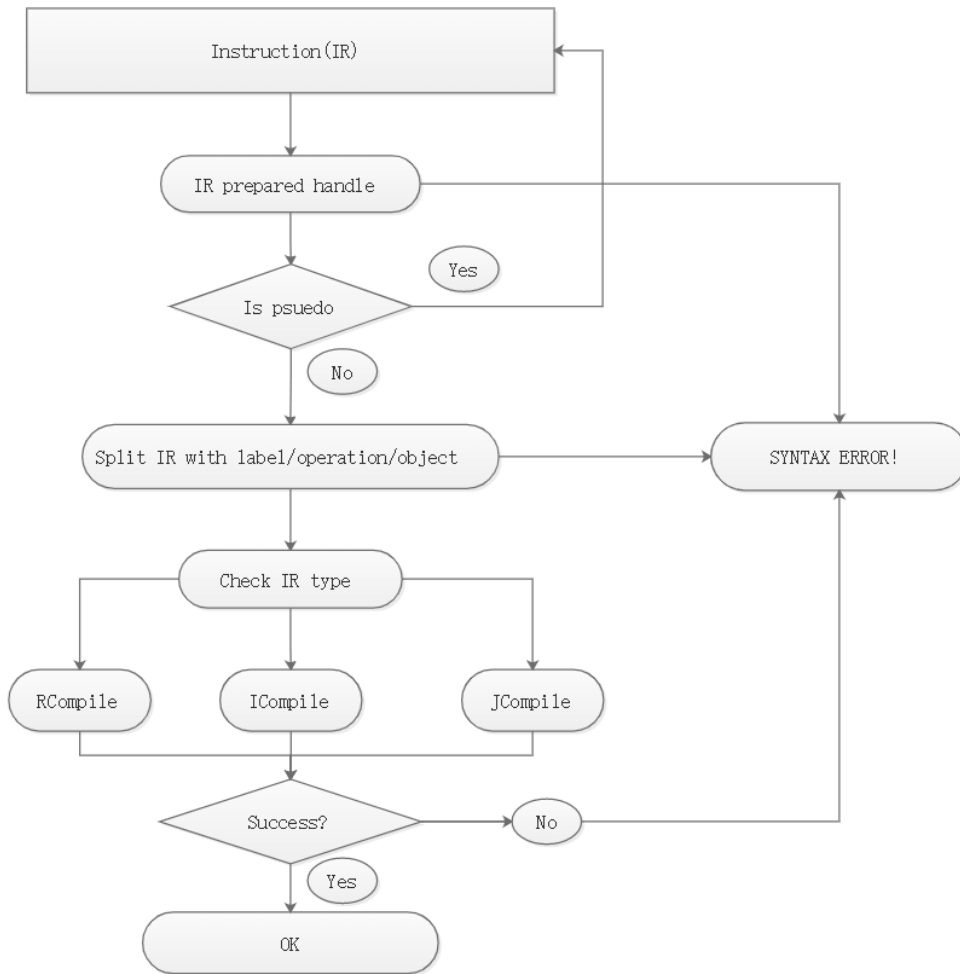 Instruction(IR)
IR prepared handle
Yes
Is psuedo
No
Split IR with label/operation/object
SYNTAX ERROR!
Check IR type
RCompile
ICompile
JCompile
Success?
No
Yes
OK